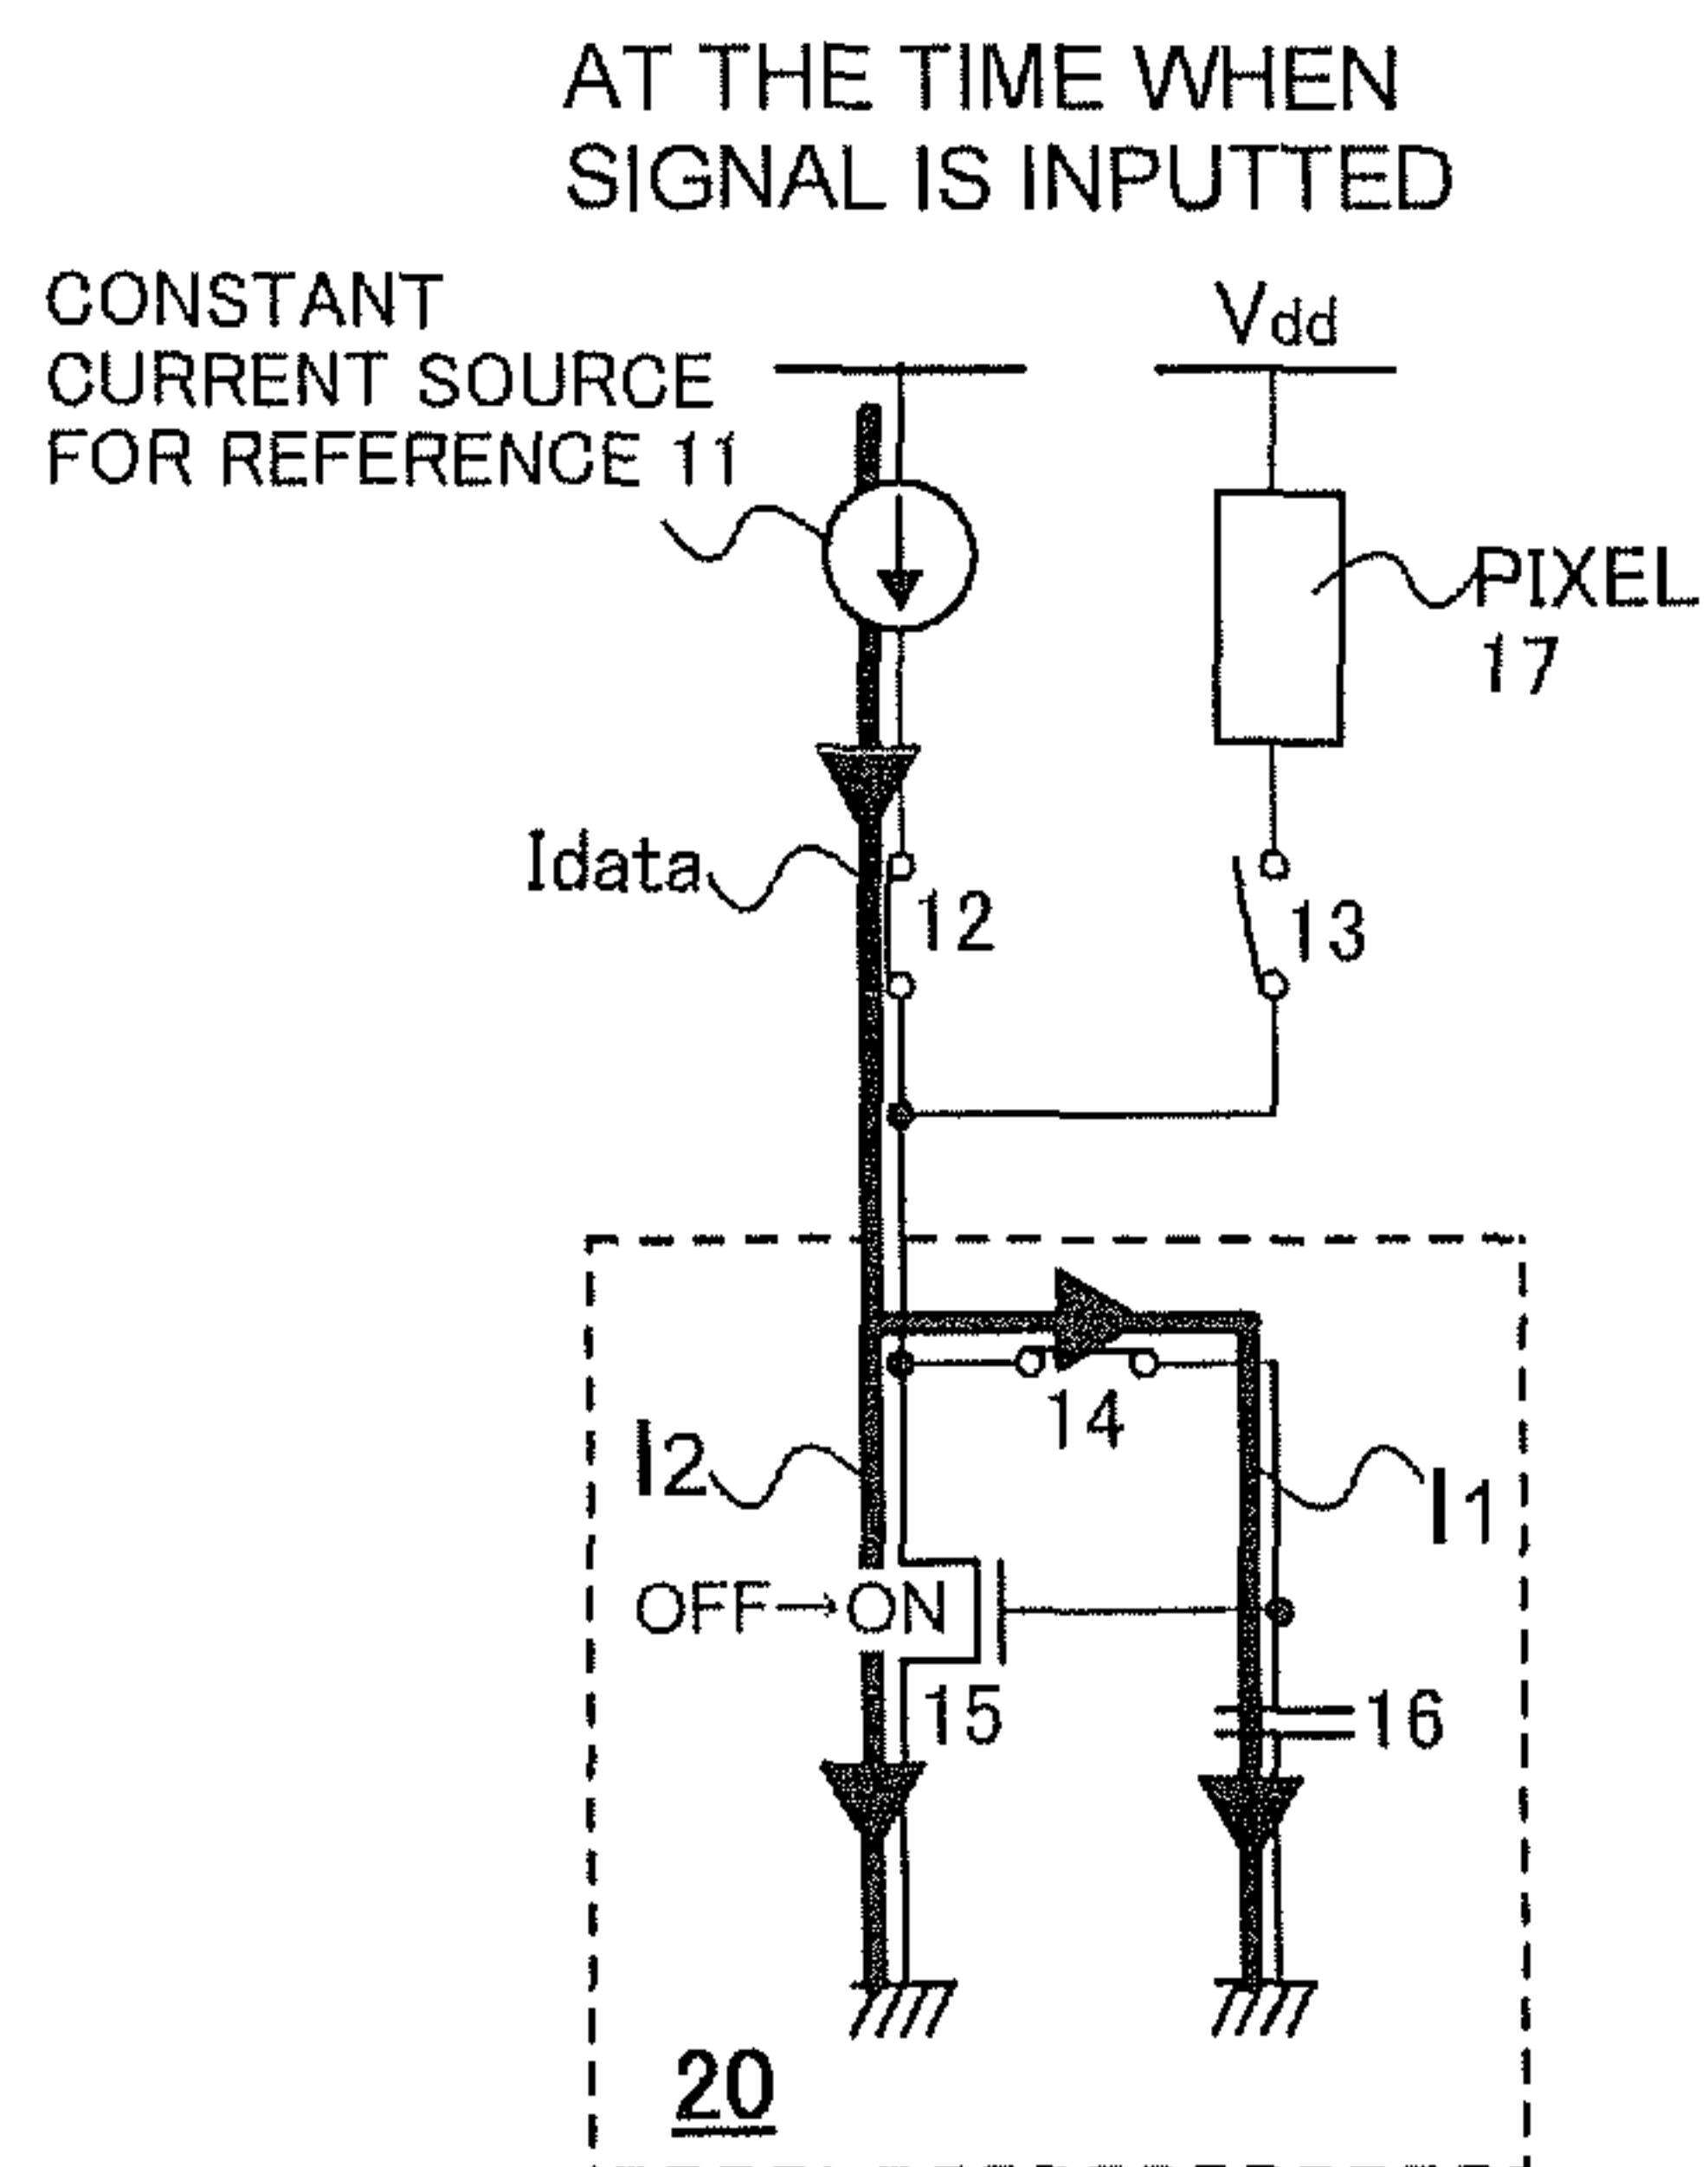 AT THE TIME WHEN
SIGNAL IS INPUTTED
CONSTANT
CURRENT SOURCE
FOR REFERENCE 11
Vdd
PIXEL
17
Idata
12
13
14
I2
I1
OFF→ON
15
16
20